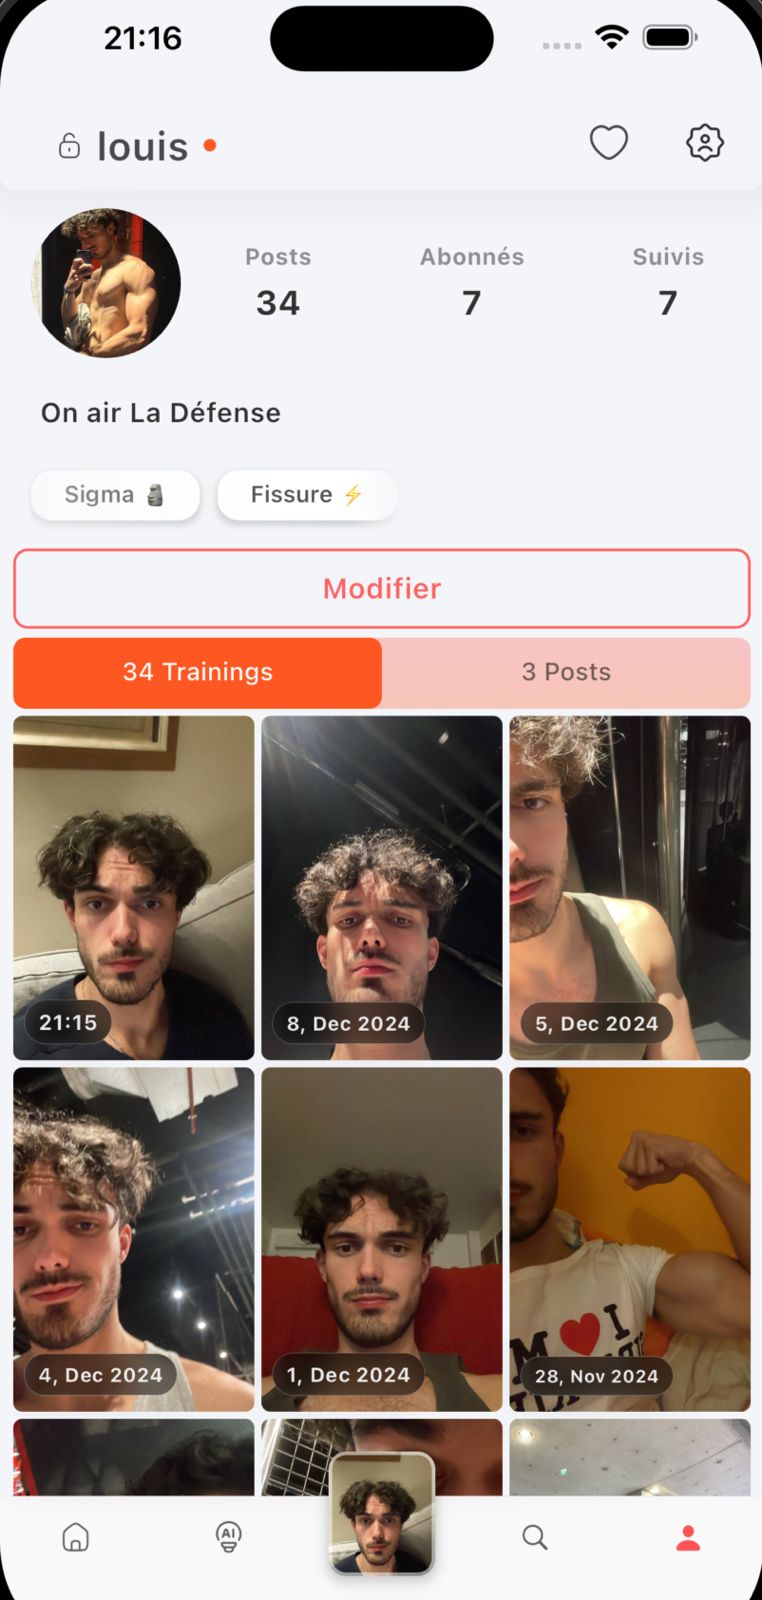 21:16
louis
Posts Abonnés Suivis
34 7 7
On air La Défense
Sigma 🗿 Fissure ⚡
Modifier
34 Trainings 3 Posts
21:15 8, Dec 2024 5, Dec 2024
4, Dec 2024 1, Dec 2024 28, Nov 2024
AI